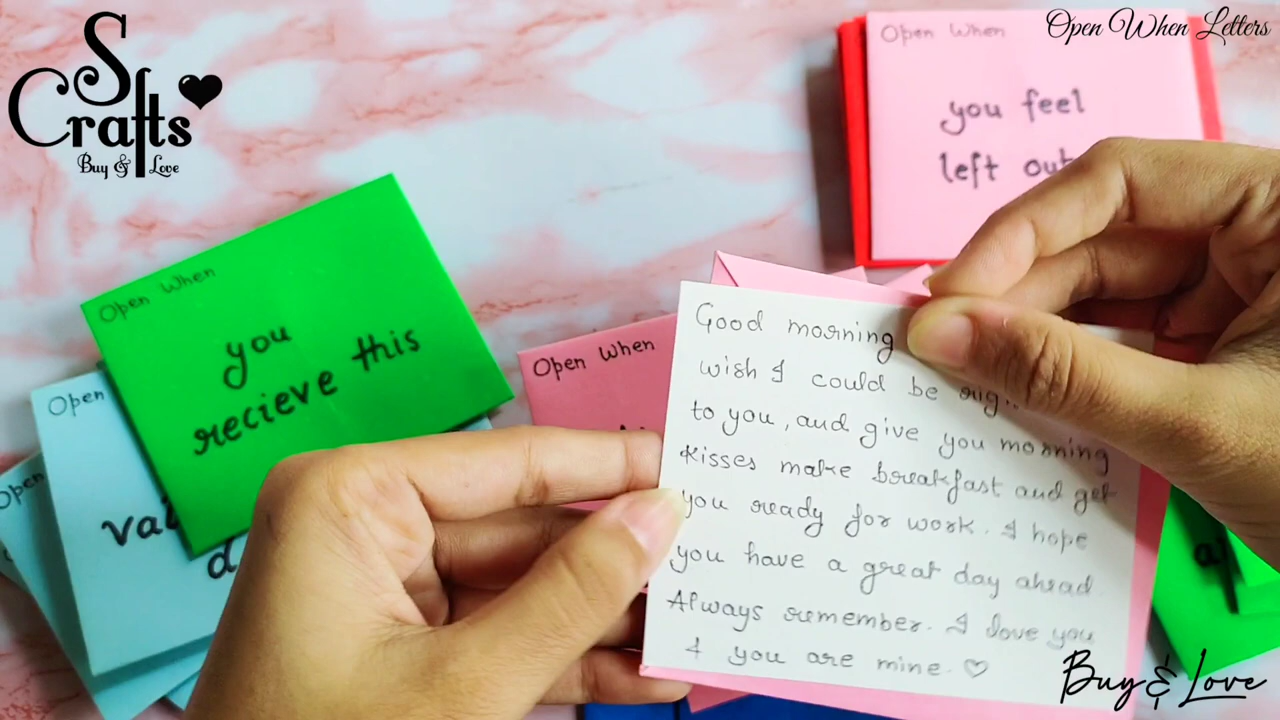 S
Crafts
Buy & Love
Open When Letters
Open When
you feel
left out
Open When
you
recieve this
Open When
Open
Open
d
Good morning
wish I could be
to you, and give you morning
kisses make breakfast and get
you ready for work. I hope
you have a great day ahead
Always remember. I love you
& you are mine. ♡
Buy & Love